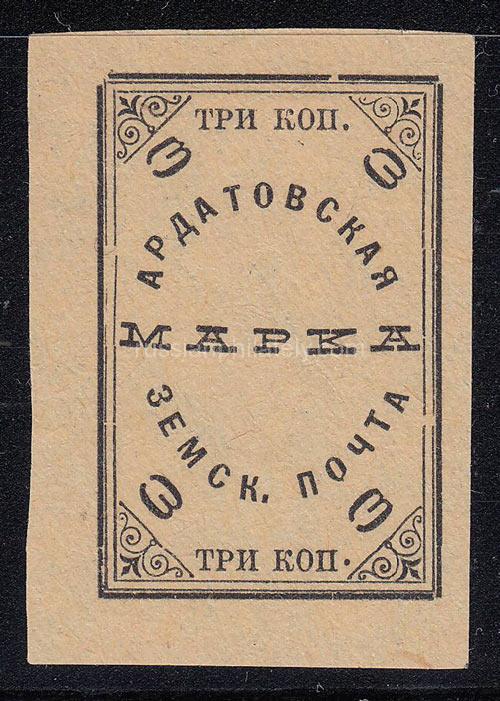 ТРИ КОП.
3 3
АРДАТОВСКАЯ
МАРКА
ЗЕМСК. ПОЧТА
3 3
ТРИ КОП.